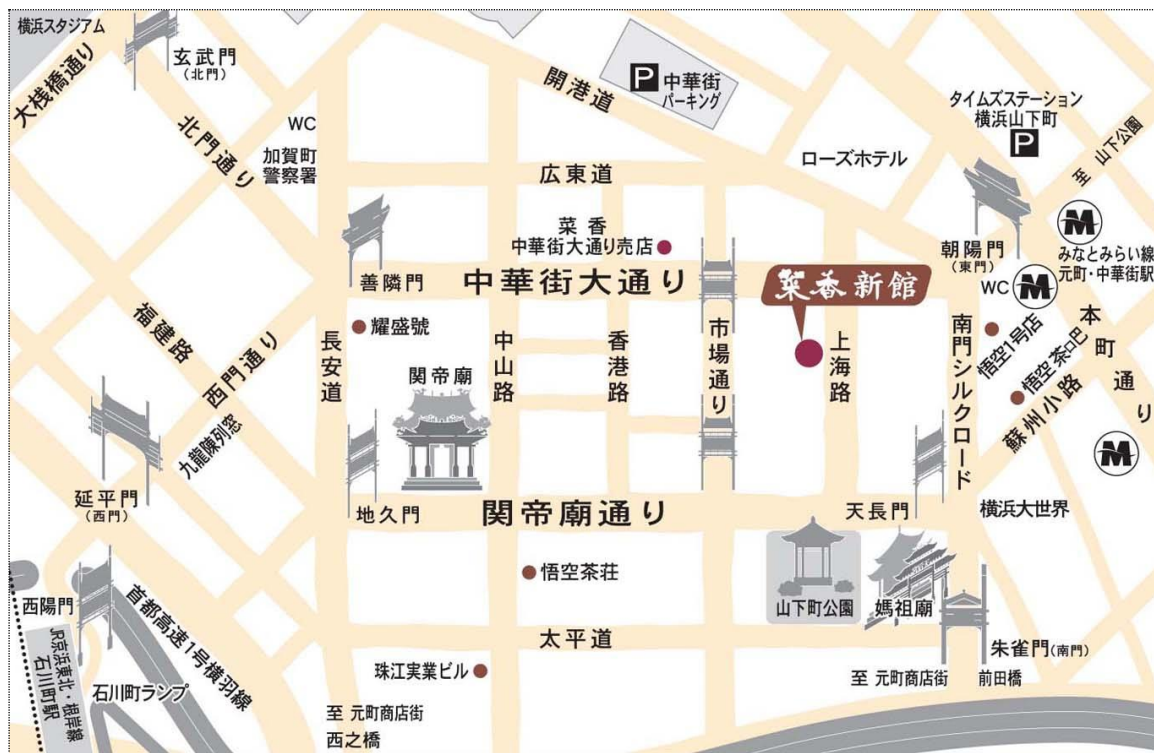 横浜スタジアム
大桟橋通り
玄武門
(北門)
北門通り
WC
加賀町
警察署
開港道
P 中華街
パーキング
タイムズステーション
横浜山下町
P
至 山下公園
ローズホテル
広東道
菜 香
中華街大通り売店
善隣門
中華街大通り
菜香新館
朝陽門
(東門)
M
みなとみらい線
元町・中華街駅
WC
M
福建路
西門通り
長安道
耀盛號
関帝廟
中山路
香港路
市場通り
上海路
南門シルクロード
悟空1号店
悟空茶口巴
蘇州小路
本町通り
M
九龍陳列窓
延平門
(西門)
地久門
関帝廟通り
天長門
横浜大世界
西陽門
首都高速1号横羽線
悟空茶荘
山下町公園
媽祖廟
太平道
朱雀門(南門)
JR京浜東北・根岸線
石川町駅
石川町ランプ
珠江実業ビル
至 元町商店街
西之橋
至 元町商店街
前田橋